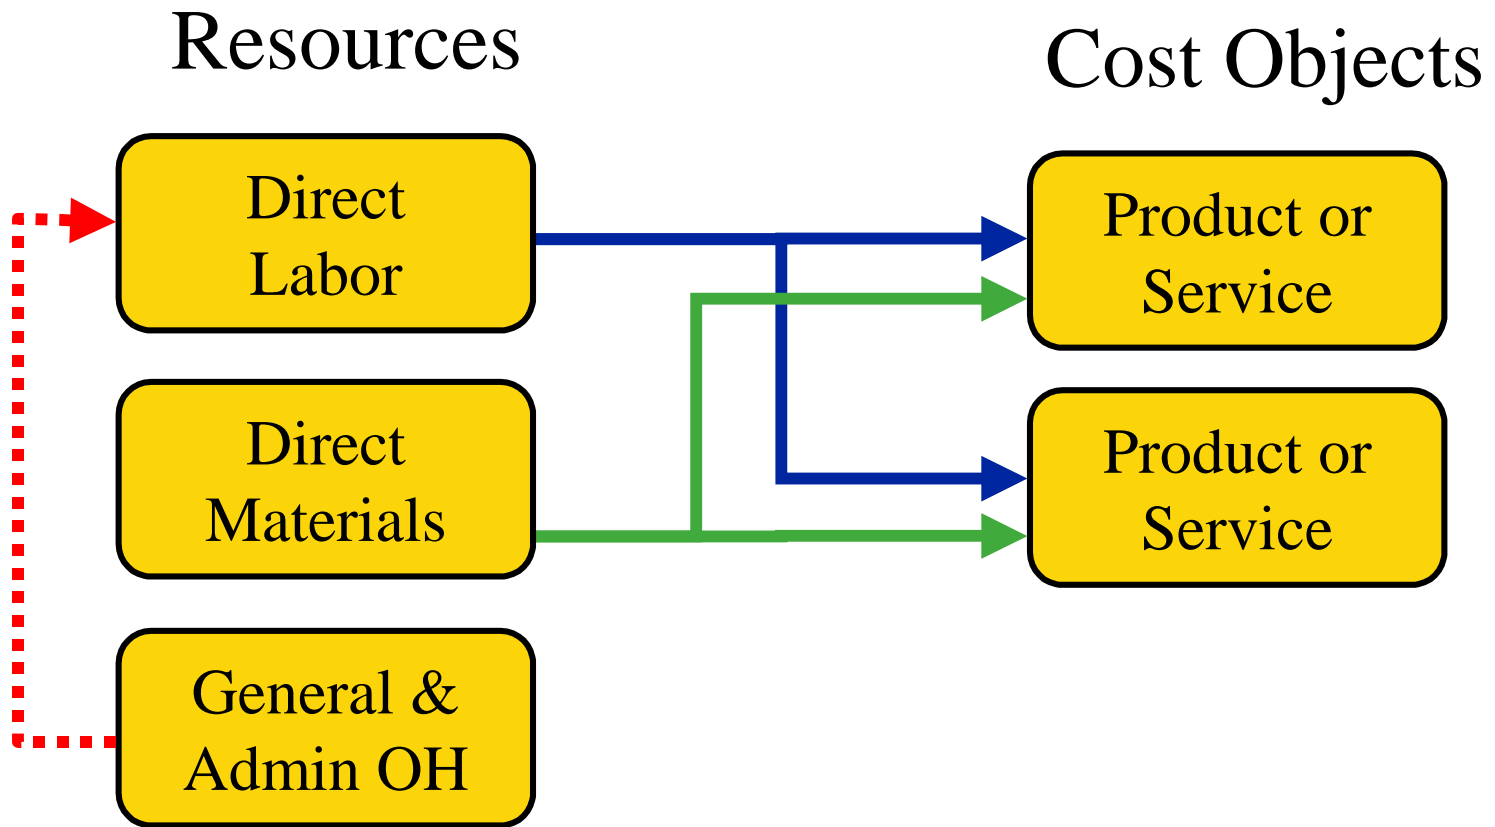 Resources
Cost Objects
Direct
Labor
Product or
Service
Direct
Materials
Product or
Service
General &
Admin OH